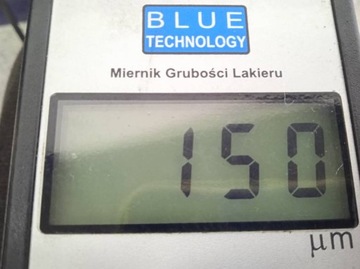 BLUE
TECHNOLOGY
Miernik Grubości Lakieru
150
μm